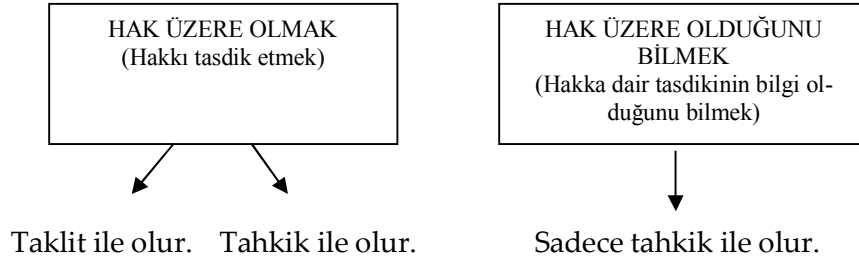 HAK ÜZERE OLMAK
(Hakkı tasdik etmek)
HAK ÜZERE OLDUĞUNU
BİLMEK
(Hakka dair tasdikinin bilgi ol-
duğunu bilmek)
Taklit ile olur.
Tahkik ile olur.
Sadece tahkik ile olur.